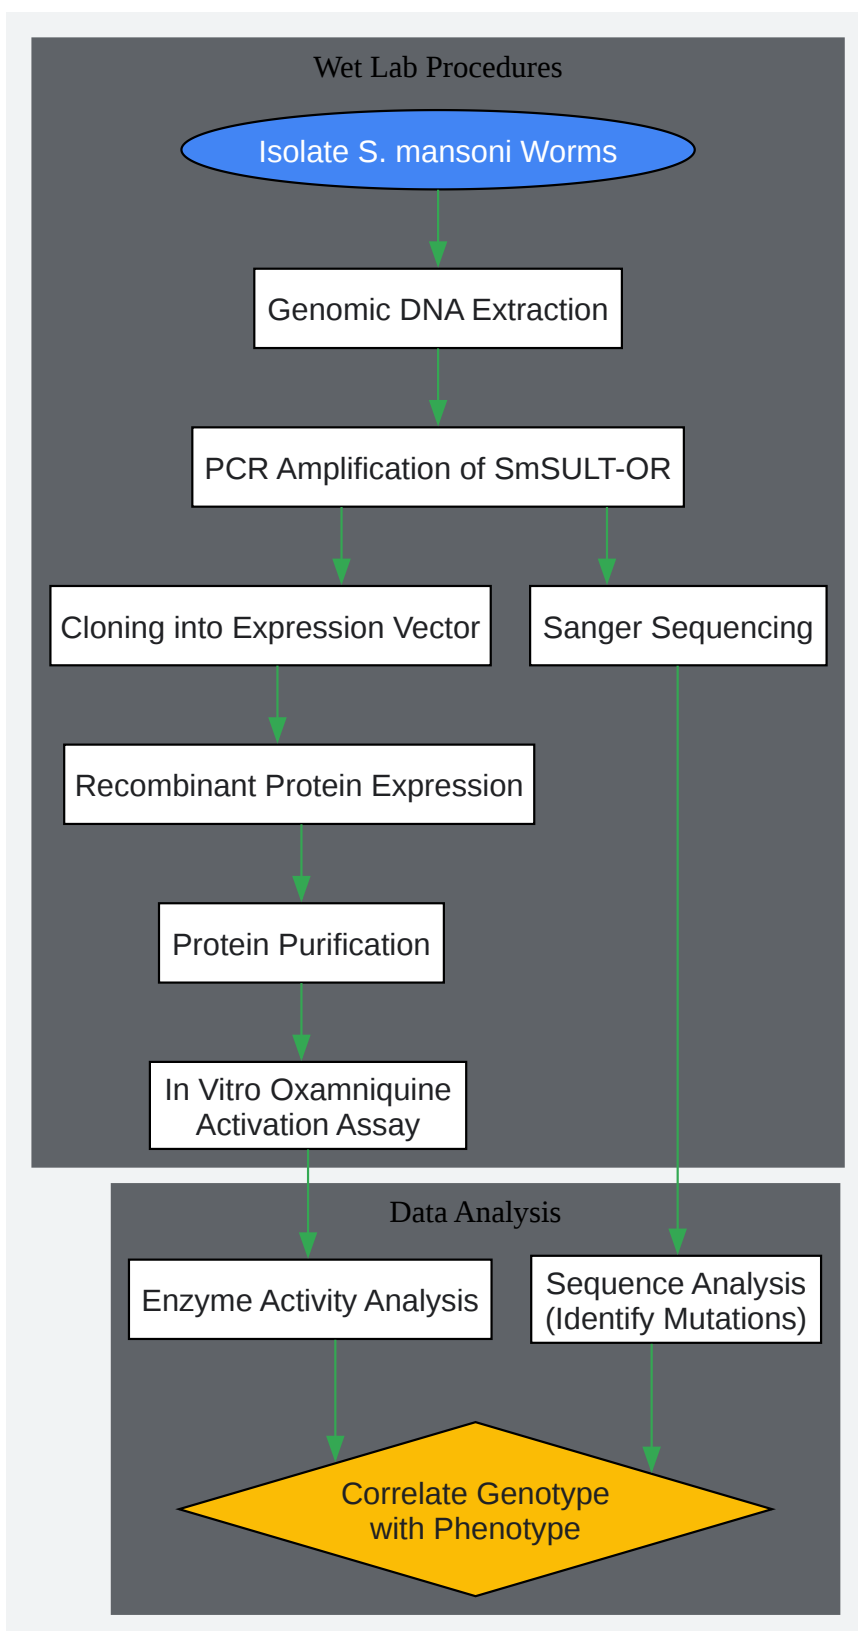 Wet Lab Procedures
Isolate S. mansoni Worms
Genomic DNA Extraction
PCR Amplification of SmSULT-OR
Cloning into Expression Vector
Sanger Sequencing
Recombinant Protein Expression
Protein Purification
In Vitro Oxamniquine
Activation Assay
Data Analysis
Enzyme Activity Analysis
Sequence Analysis
(Identify Mutations)
Correlate Genotype
with Phenotype